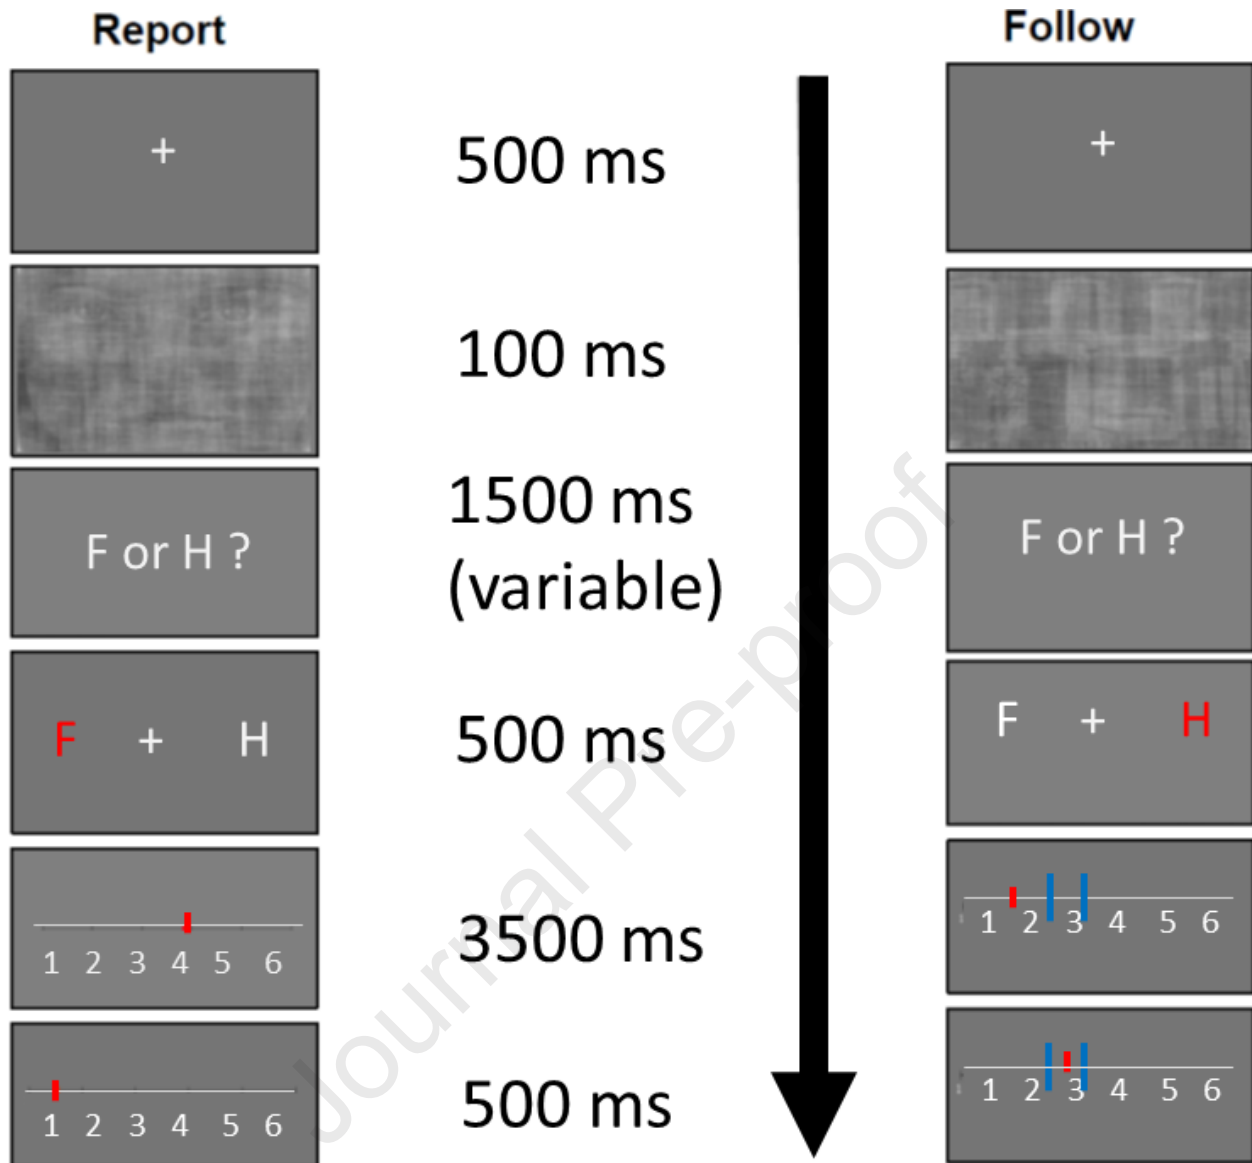 Report
Follow
+
500 ms
+
100 ms
1500 ms
(variable)
F or H ?
F or H ?
F + H
500 ms
F + H
3500 ms
1 2 3 4 5 6
1 2 3 4 5 6
500 ms
1 2 3 4 5 6
1 2 3 4 5 6
Journal Pre-proof